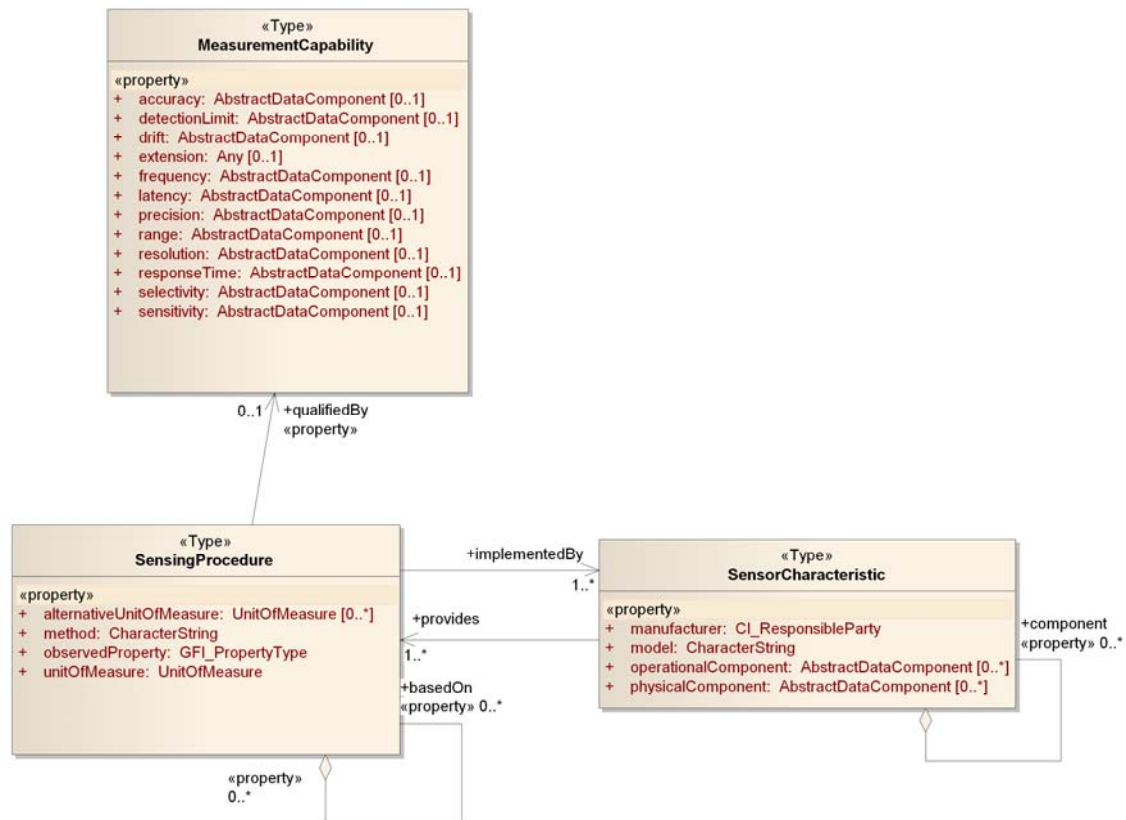 «Type»
MeasurementCapability
«property»
+ accuracy: AbstractDataComponent [0..1]
+ detectionLimit: AbstractDataComponent [0..1]
+ drift: AbstractDataComponent [0..1]
+ extension: Any [0..1]
+ frequency: AbstractDataComponent [0..1]
+ latency: AbstractDataComponent [0..1]
+ precision: AbstractDataComponent [0..1]
+ range: AbstractDataComponent [0..1]
+ resolution: AbstractDataComponent [0..1]
+ responseTime: AbstractDataComponent [0..1]
+ selectivity: AbstractDataComponent [0..1]
+ sensitivity: AbstractDataComponent [0..1]
0..1 +qualifiedBy
«property»
«Type»
SensingProcedure
«property»
+ alternativeUnitOfMeasure: UnitOfMeasure [0..*]
+ method: CharacterString
+ observedProperty: GFI_PropertyType
+ unitOfMeasure: UnitOfMeasure
+implementedBy
1..*
+provides
1..*
+basedOn
«property» 0..*
«property»
0..*
«Type»
SensorCharacteristic
«property»
+ manufacturer: CI_ResponsibleParty
+ model: CharacterString
+ operationalComponent: AbstractDataComponent [0..*]
+ physicalComponent: AbstractDataComponent [0..*]
+component
«property» 0..*